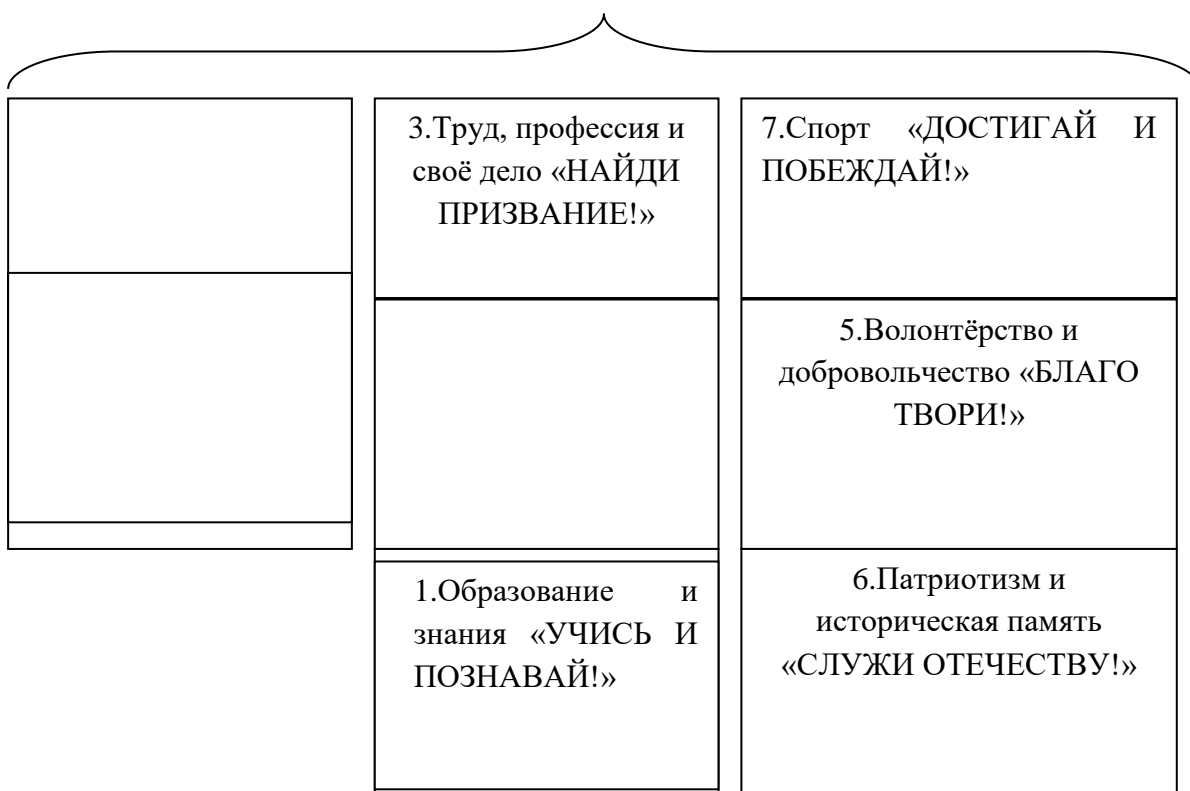 3.Труд, профессия и
своё дело «НАЙДИ
ПРИЗВАНИЕ!»
7.Спорт «ДОСТИГАЙ И
ПОБЕЖДАЙ!»
5.Волонтёрство и
добровольчество «БЛАГО
ТВОРИ!»
1.Образование и
знания «УЧИСЬ И
ПОЗНАВАЙ!»
6.Патриотизм и
историческая память
«СЛУЖИ ОТЕЧЕСТВУ!»